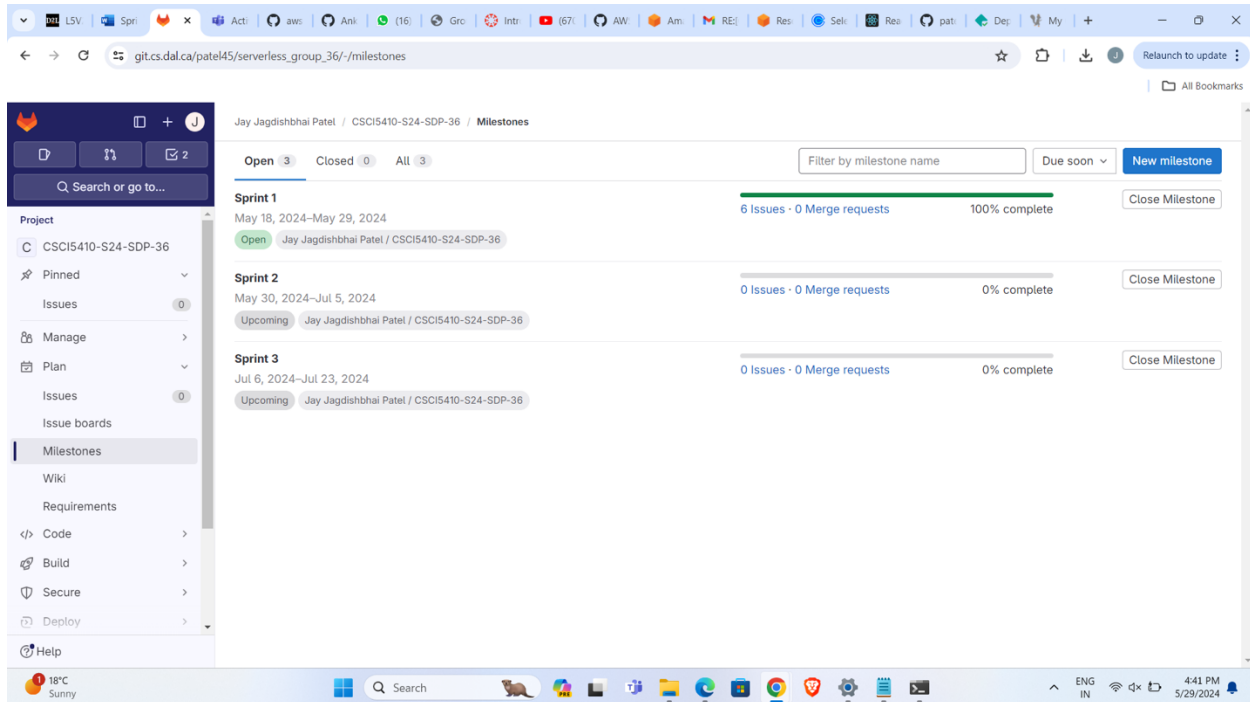 L5V Spri Acti aws Ank (16) Gro Intr (67( AW Am RE:[ Res Sele Rea pat Dep My
git.cs.dal.ca/patel45/serverless_group_36/-/milestones J Relaunch to update
All Bookmarks
J
2
Search or go to...
Project
C CSCI5410-S24-SDP-36
Pinned
Issues 0
Manage
Plan
Issues 0
Issue boards
Milestones
Wiki
Requirements
Code
Build
Secure
Deploy
Help
Jay Jagdishbhai Patel / CSCI5410-S24-SDP-36 / Milestones
Open 3 Closed 0 All 3 Filter by milestone name Due soon New milestone
Sprint 1
May 18, 2024–May 29, 2024
Open Jay Jagdishbhai Patel / CSCI5410-S24-SDP-36
6 Issues · 0 Merge requests 100% complete
Close Milestone
Sprint 2
May 30, 2024–Jul 5, 2024
Upcoming Jay Jagdishbhai Patel / CSCI5410-S24-SDP-36
0 Issues · 0 Merge requests 0% complete
Close Milestone
Sprint 3
Jul 6, 2024–Jul 23, 2024
Upcoming Jay Jagdishbhai Patel / CSCI5410-S24-SDP-36
0 Issues · 0 Merge requests 0% complete
Close Milestone
1 18°C
Sunny
Search
ENG
IN
4:41 PM
5/29/2024